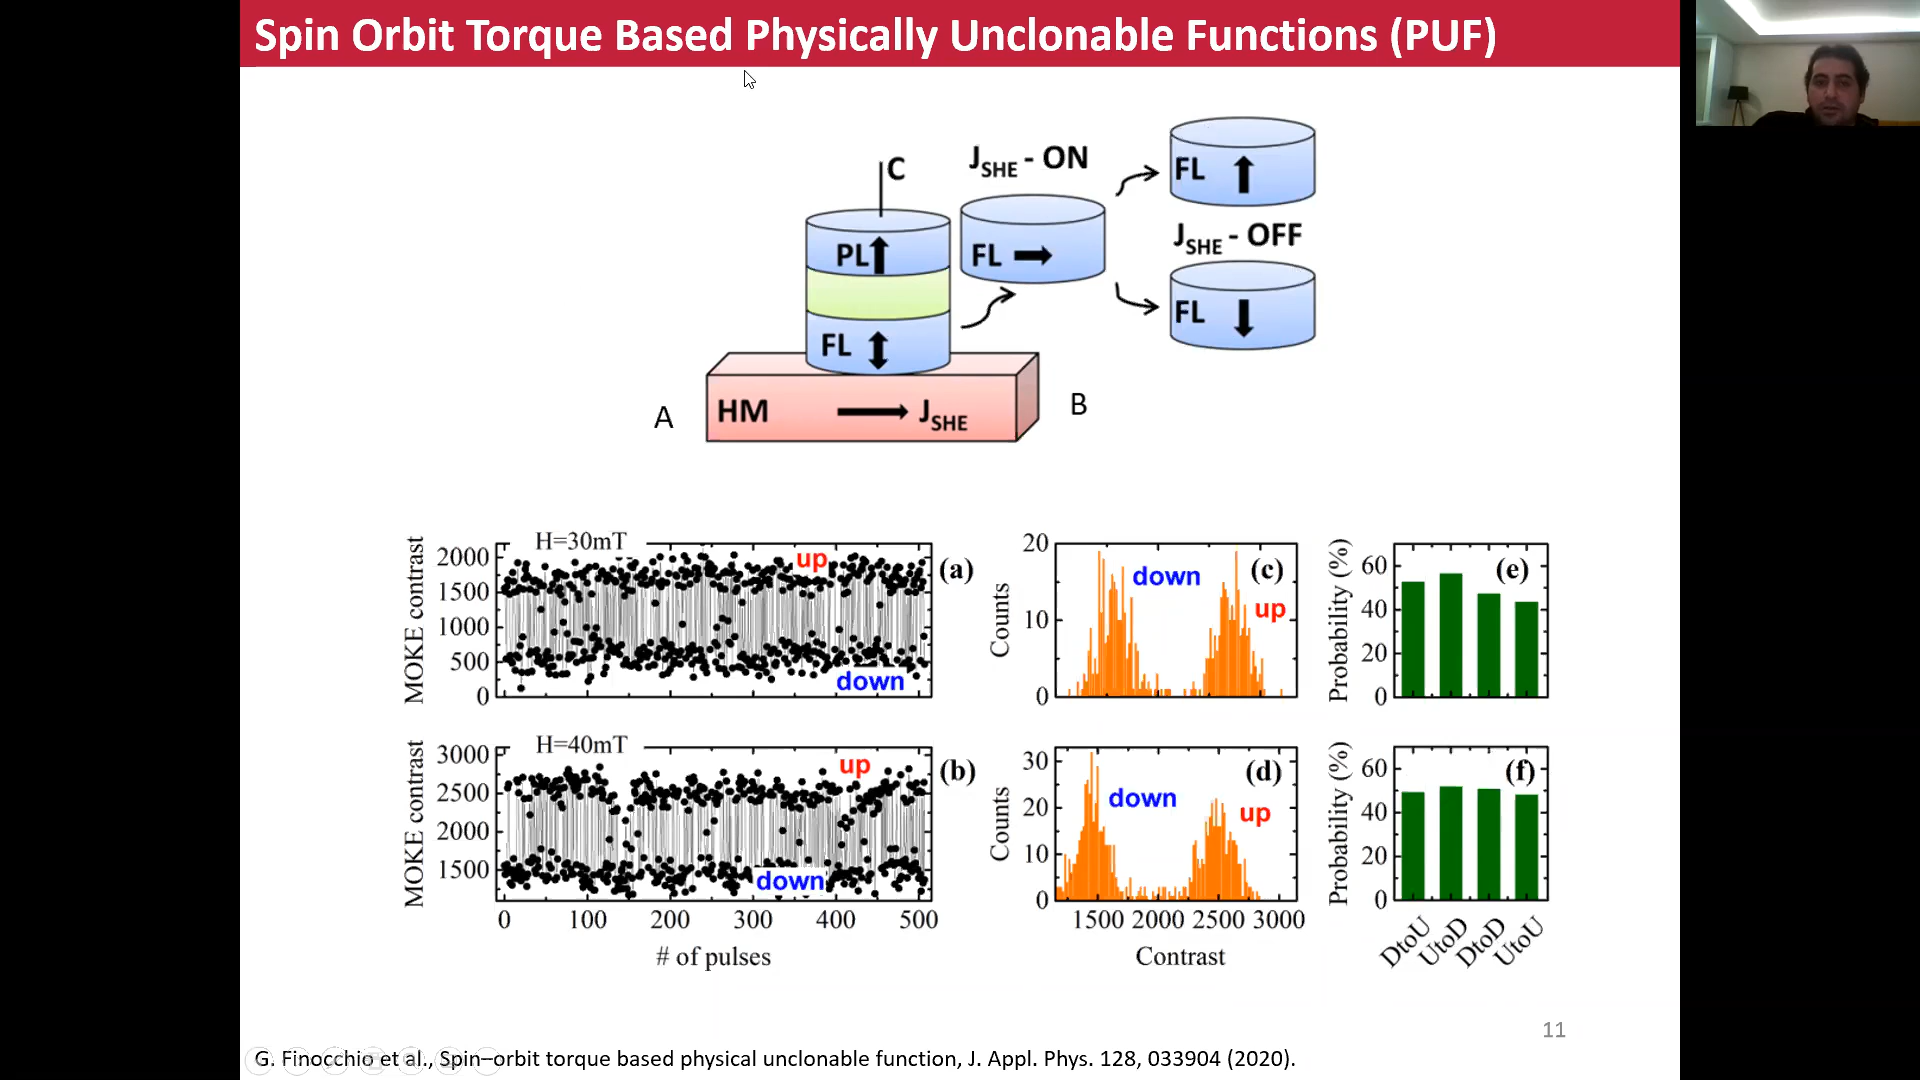 Spin Orbit Torque Based Physically Unclonable Functions (PUF)
C
J_SHE - ON
FL
J_SHE - OFF
PL
FL
FL
FL
A
HM
J_SHE
B
H=30mT
MOKE contrast
2000
1500
1000
500
0
up
down
(a)
Counts
20
10
0
down
up
(c)
Probability (%)
60
40
20
0
(e)
H=40mT
MOKE contrast
3000
2500
2000
1500
up
down
(b)
0 100 200 300 400 500
# of pulses
Counts
30
20
10
0
down
up
(d)
1500 2000 2500 3000
Contrast
Probability (%)
60
40
20
0
(f)
DtoU UtoD DtoD UtoU
11
G. Finocchio et al., Spin–orbit torque based physical unclonable function, J. Appl. Phys. 128, 033904 (2020).